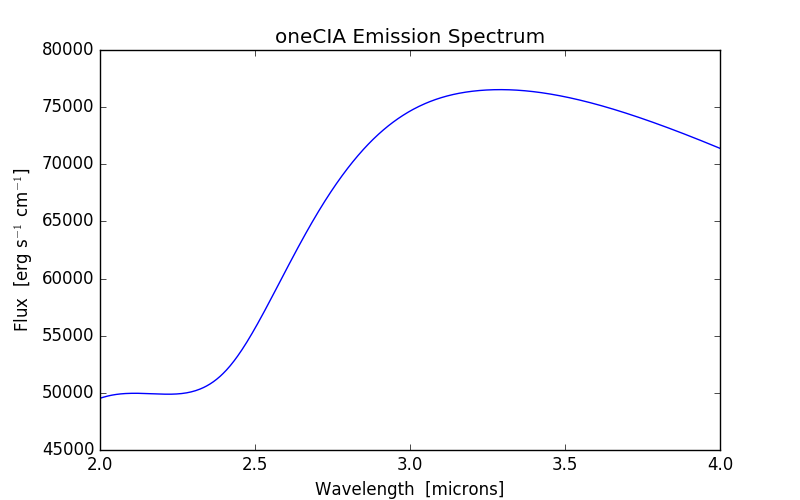 oneCIA Emission Spectrum
80000
75000
70000
65000
60000
55000
50000
45000
Flux [erg s⁻¹ cm⁻¹]
2.0 2.5 3.0 3.5 4.0
Wavelength [microns]